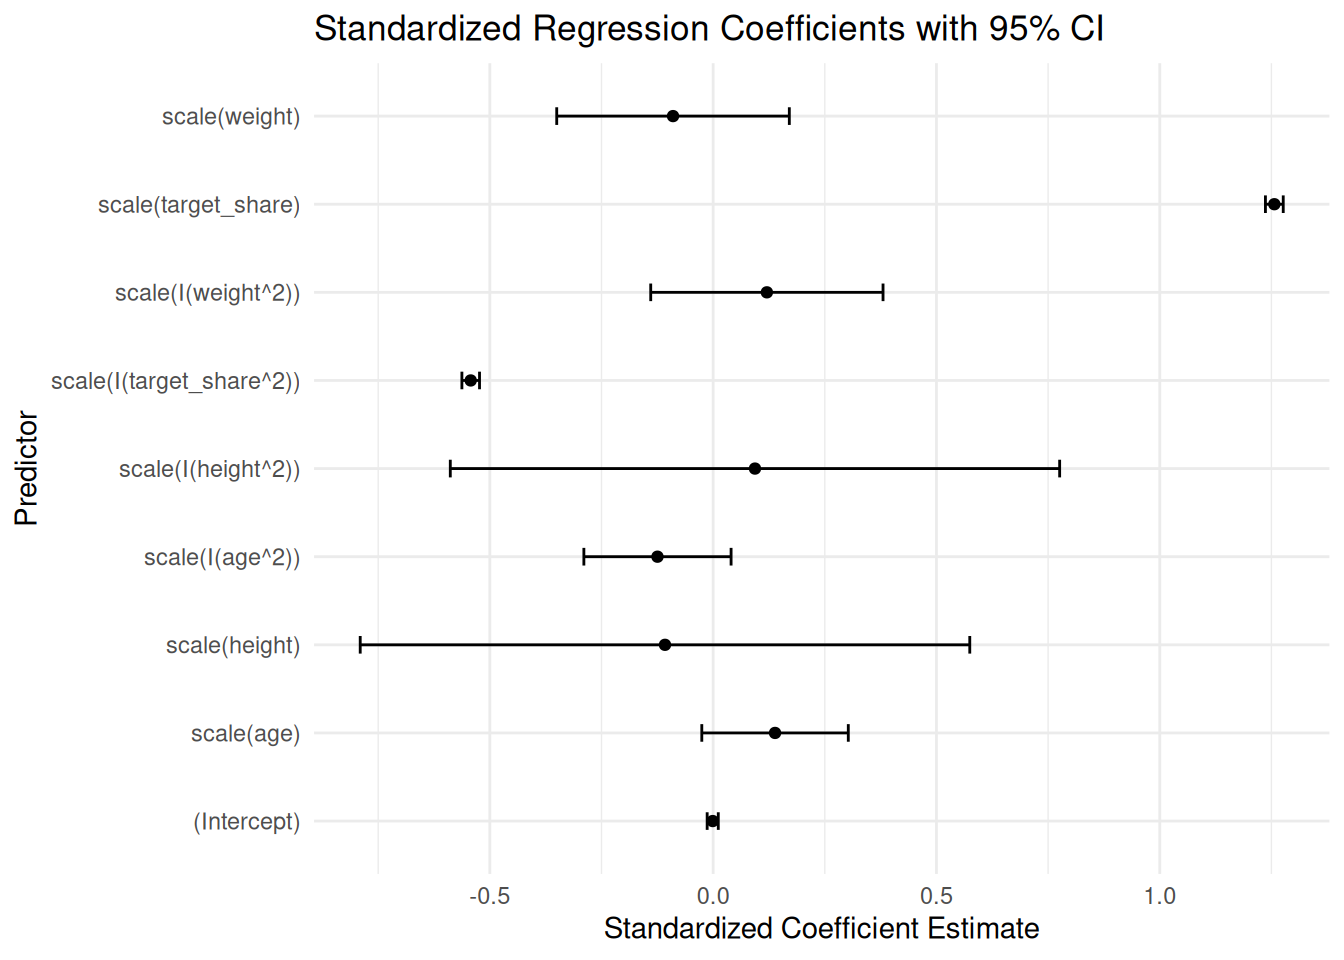 Standardized Regression Coefficients with 95% CI
scale(weight)
scale(target_share)
scale(I(weight^2))
scale(I(target_share^2))
scale(I(height^2))
scale(I(age^2))
scale(height)
scale(age)
(Intercept)
Predictor
-0.5 0.0 0.5 1.0
Standardized Coefficient Estimate